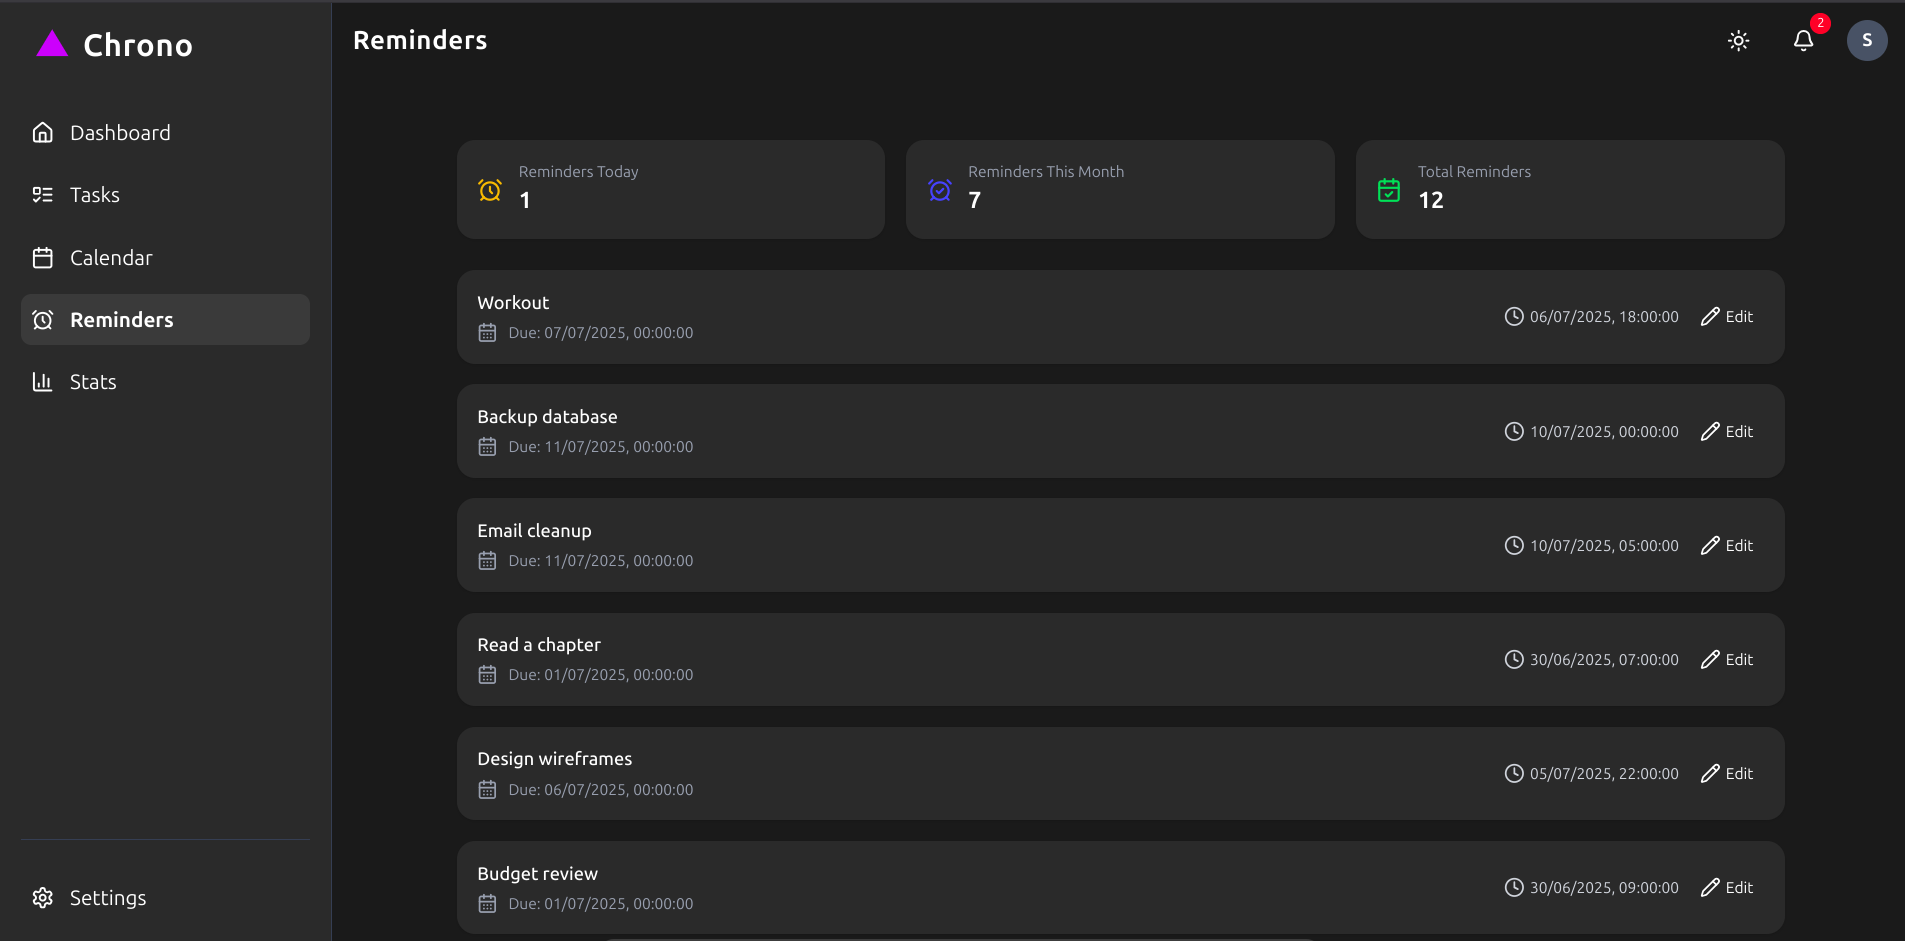 Chrono
Dashboard
Tasks
Calendar
Reminders
Stats
Settings
Reminders
2
S
Reminders Today
1
Reminders This Month
7
Total Reminders
12
Workout
Due: 07/07/2025, 00:00:00
06/07/2025, 18:00:00 Edit
Backup database
Due: 11/07/2025, 00:00:00
10/07/2025, 00:00:00 Edit
Email cleanup
Due: 11/07/2025, 00:00:00
10/07/2025, 05:00:00 Edit
Read a chapter
Due: 01/07/2025, 00:00:00
30/06/2025, 07:00:00 Edit
Design wireframes
Due: 06/07/2025, 00:00:00
05/07/2025, 22:00:00 Edit
Budget review
Due: 01/07/2025, 00:00:00
30/06/2025, 09:00:00 Edit